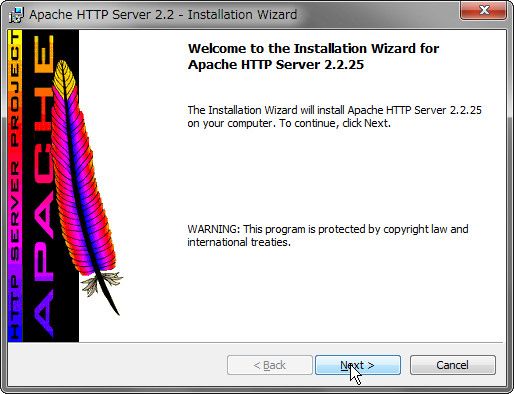 Apache HTTP Server 2.2 - Installation Wizard
HTTP SERVER PROJECT
APACHE
Welcome to the Installation Wizard for
Apache HTTP Server 2.2.25
The Installation Wizard will install Apache HTTP Server 2.2.25
on your computer. To continue, click Next.
WARNING: This program is protected by copyright law and
international treaties.
< Back
Next >
Cancel